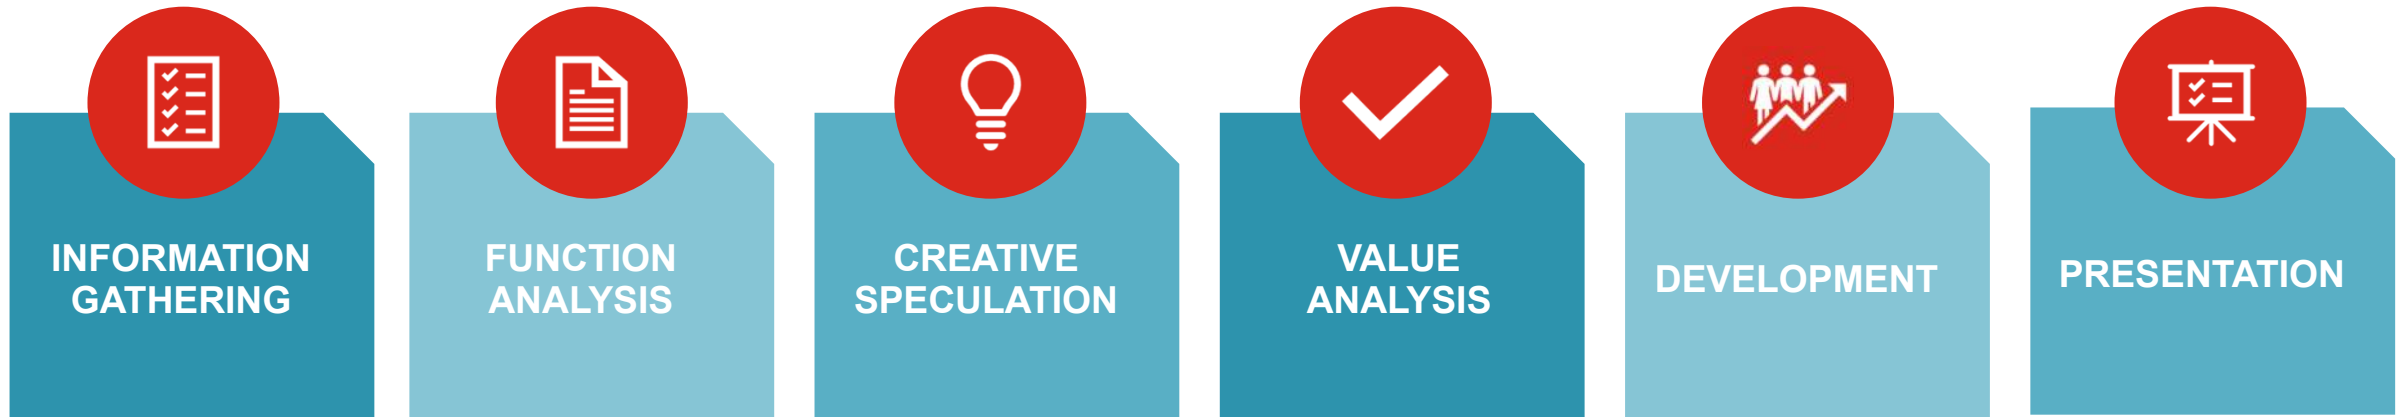 INFORMATION
GATHERING
FUNCTION
ANALYSIS
CREATIVE
SPECULATION
VALUE
ANALYSIS
DEVELOPMENT
PRESENTATION